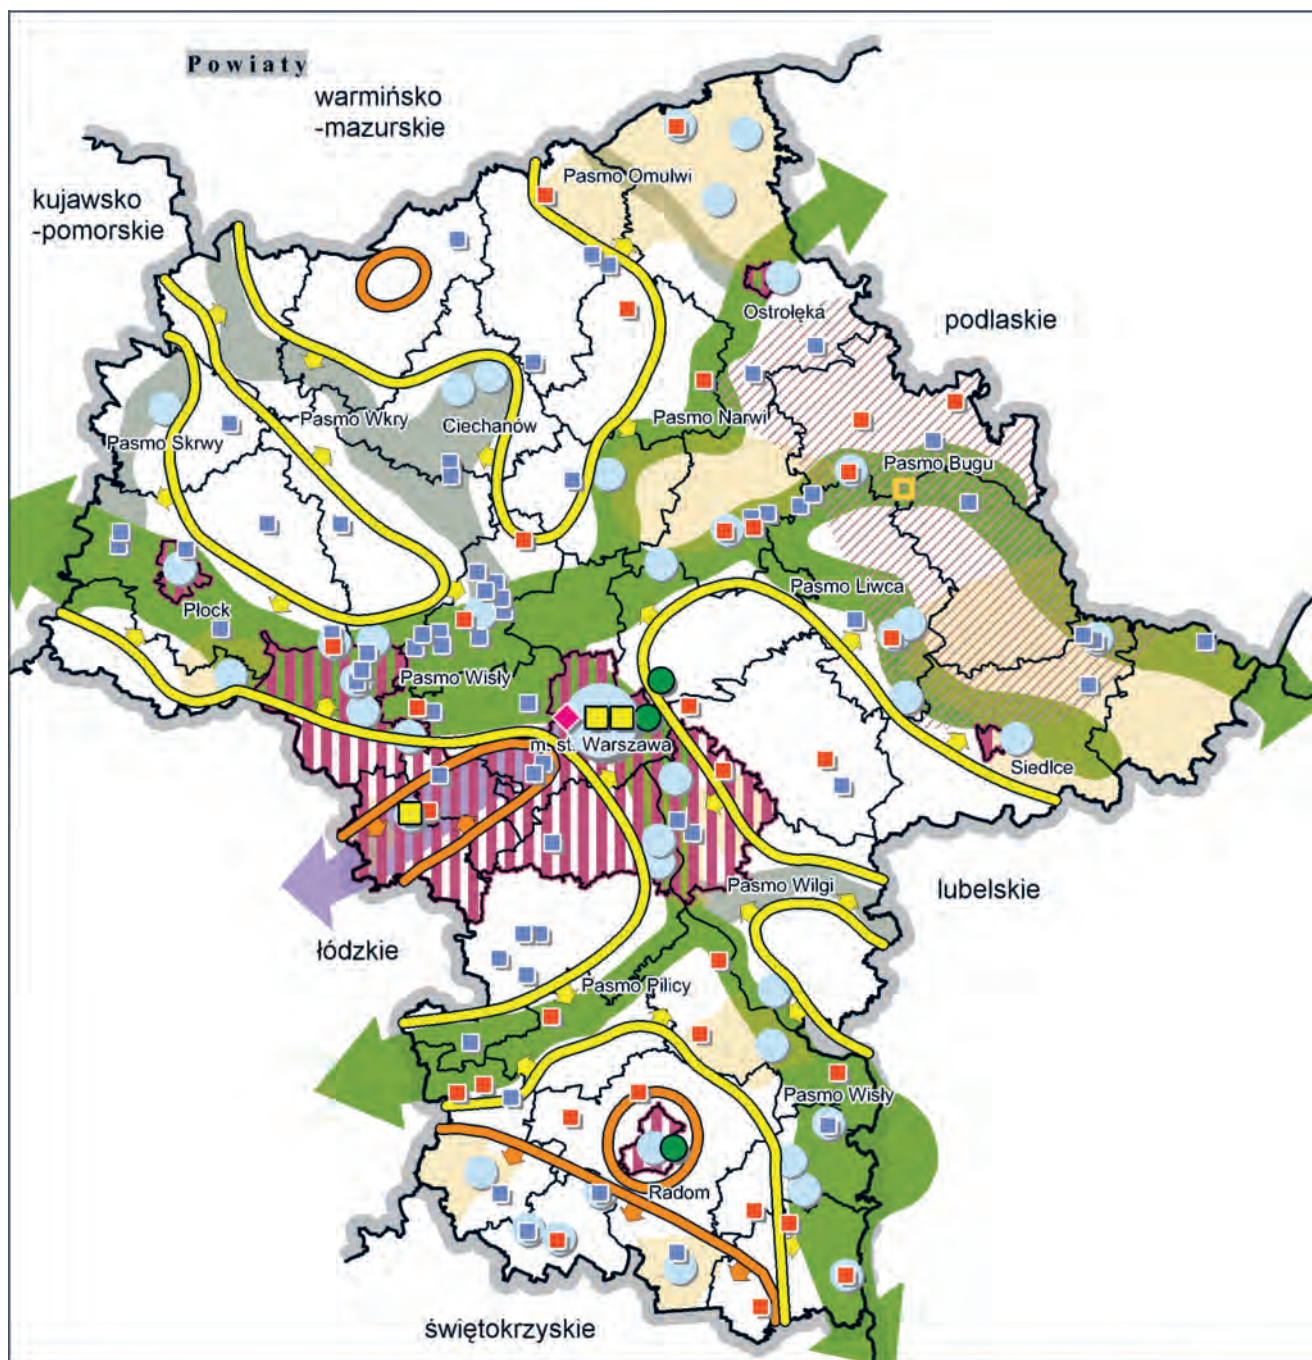 Powiaty
warmińsko
-mazurskie
kujawsko
-pomorskie
Pasmo Omulwi
Ostrołęka
podlaskie
Pasmo Wkry
Ciechanów
Pasmo Narwi
Pasmo Skrwy
Pasmo Bugu
Pasmo Liwca
Płock
Pasmo Wisły
m. st. Warszawa
Siedlce
Pasmo Wilgi
lubelskie
łódzkie
Pasmo Pilicy
Pasmo Wisły
Radom
świętokrzyskie